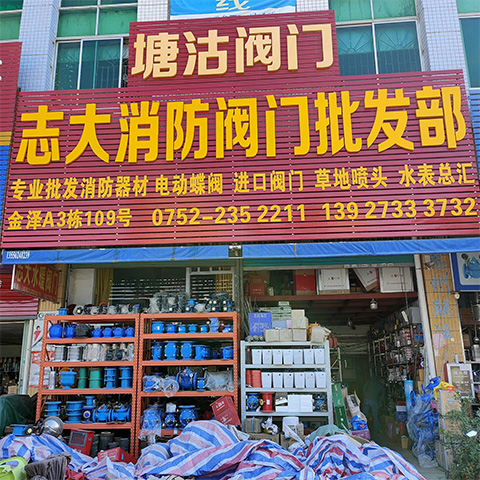 塘沽阀门
志大消防阀门批发部
专业批发消防器材 电动蝶阀 进口阀门 草地喷头 水表总汇
金泽A3栋109号 0752-235 2211 139 2733 3732